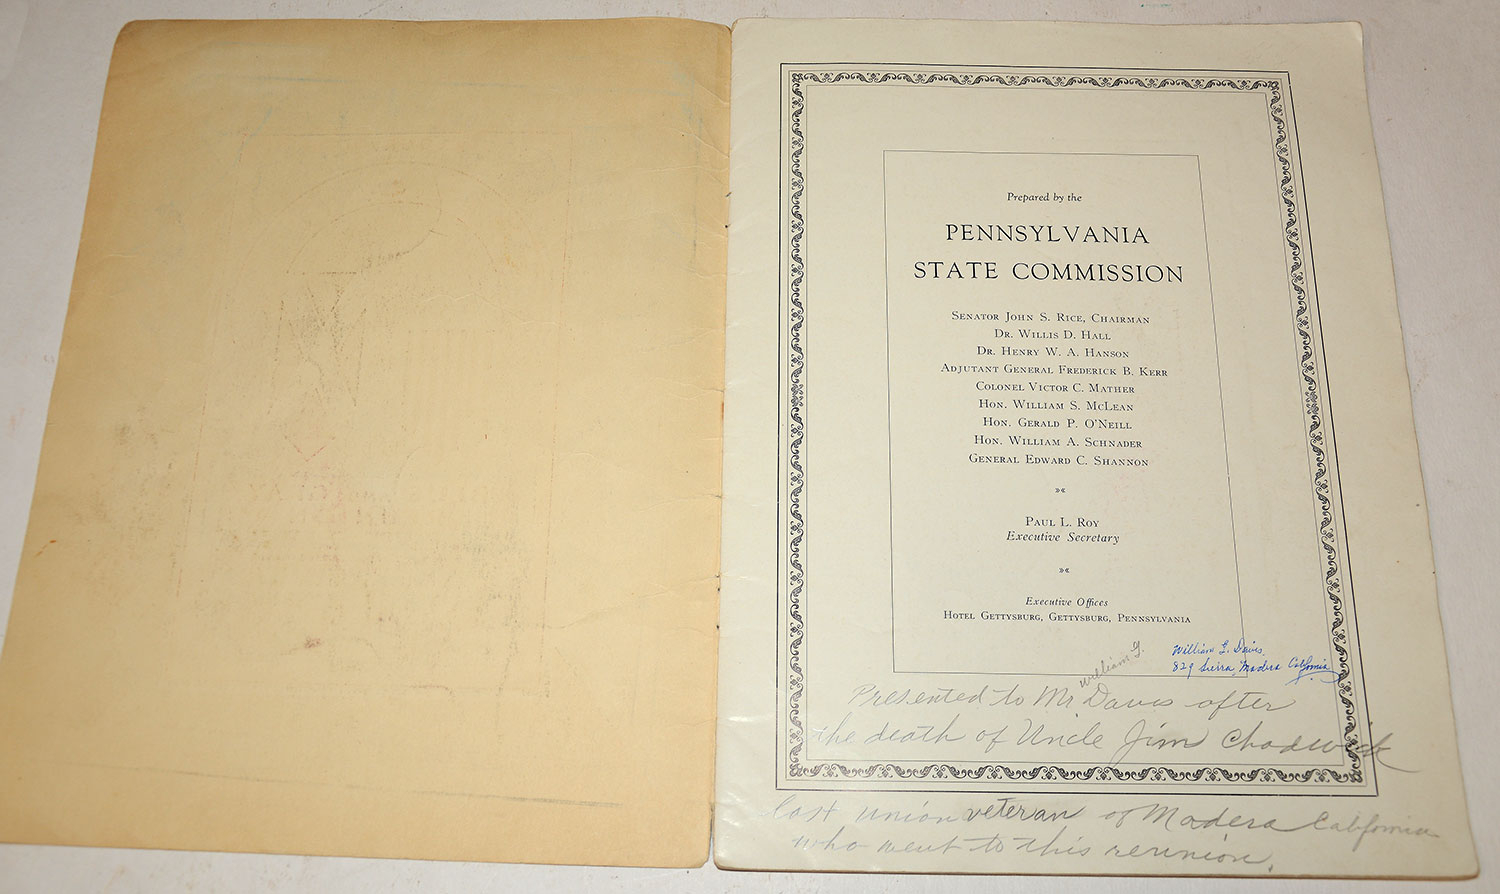 Prepared by the
PENNSYLVANIA
STATE COMMISSION
SENATOR JOHN S. RICE, CHAIRMAN
DR. WILLIS D. HALL
DR. HENRY W. A. HANSON
ADJUTANT GENERAL FREDERICK B. KERR
COLONEL VICTOR C. MATHER
HON. WILLIAM S. MCLEAN
HON. GERALD P. O'NEILL
HON. WILLIAM A. SCHNADER
GENERAL EDWARD C. SHANNON
PAUL L. ROY
Executive Secretary
Executive Offices
HOTEL GETTYSBURG, GETTYSBURG, PENNSYLVANIA
William G. Davis,
829 Sierra, Madera California
William G.
Presented to Mr Davis after
the death of Uncle Jim Chadwick
last union veteran of Madera California
who went to this reunion.